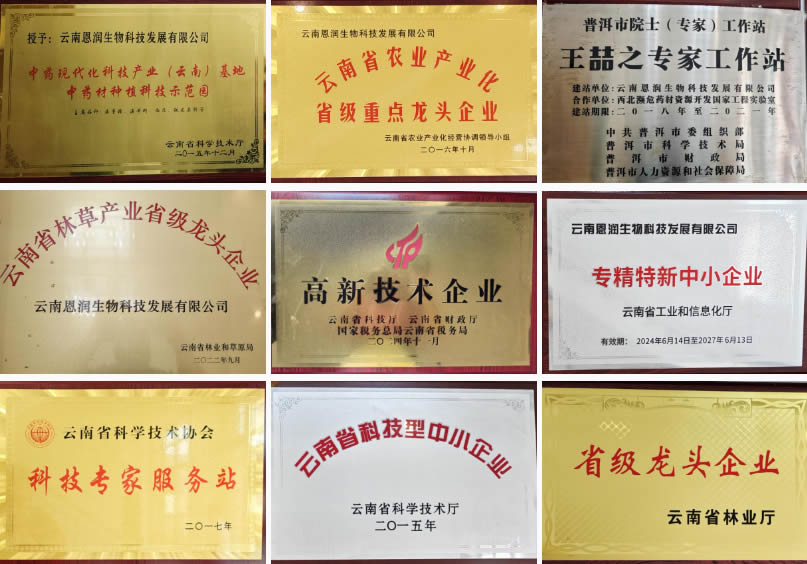 授予：云南恩润生物科技发展有限公司
中药现代化科技产业（云南）基地
中药材种植科技示范园
云南省科学技术厅
二〇一五年十二月
云南恩润生物科技发展有限公司
云南省农业产业化
省级重点龙头企业
云南省农业产业化经营协调领导小组
二〇一六年十月
普洱市院士（专家）工作站
王喆之专家工作站
建站单位：云南恩润生物科技发展有限公司
合作单位：西北濒危药材资源开发国家工程实验室
建站期限：二〇一八年至二〇二一年
中共普洱市委组织部
普洱市科学技术局
普洱市财政局
普洱市人力资源和社会保障局
云南省林草产业省级龙头企业
云南恩润生物科技发展有限公司
云南省林业和草原局
二〇二二年九月
高新技术企业
云南省科技厅 云南省财政厅
国家税务总局云南省税务局
二〇二四年十一月
云南恩润生物科技发展有限公司
专精特新中小企业
云南省工业和信息化厅
有效期： 2024年6月14日至2027年6月13日
云南省科学技术协会
科技专家服务站
二〇一七年
云南省科技型中小企业
云南省科学技术厅
二〇一五年
省级龙头企业
云南省林业厅